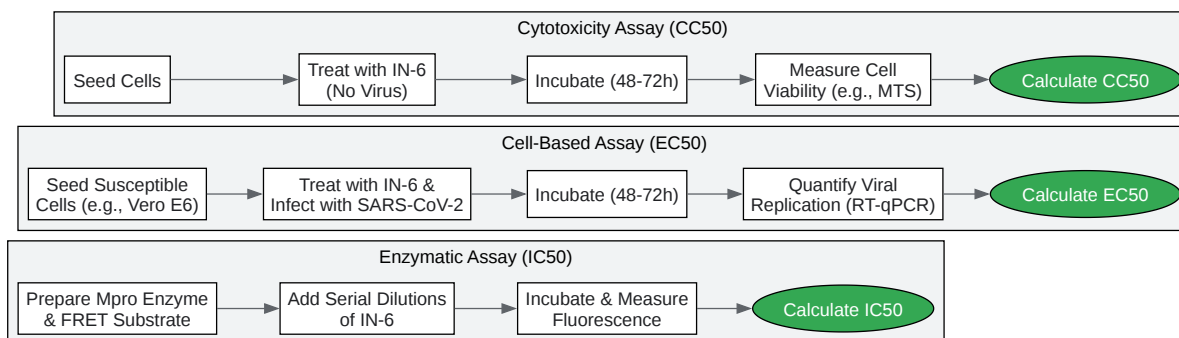 Cytotoxicity Assay (CC50)
Seed Cells
Treat with IN-6
(No Virus)
Incubate (48-72h)
Measure Cell
Viability (e.g., MTS)
Calculate CC50
Cell-Based Assay (EC50)
Seed Susceptible
Cells (e.g., Vero E6)
Treat with IN-6 &
Infect with SARS-CoV-2
Incubate (48-72h)
Quantify Viral
Replication (RT-qPCR)
Calculate EC50
Enzymatic Assay (IC50)
Prepare Mpro Enzyme
& FRET Substrate
Add Serial Dilutions
of IN-6
Incubate & Measure
Fluorescence
Calculate IC50